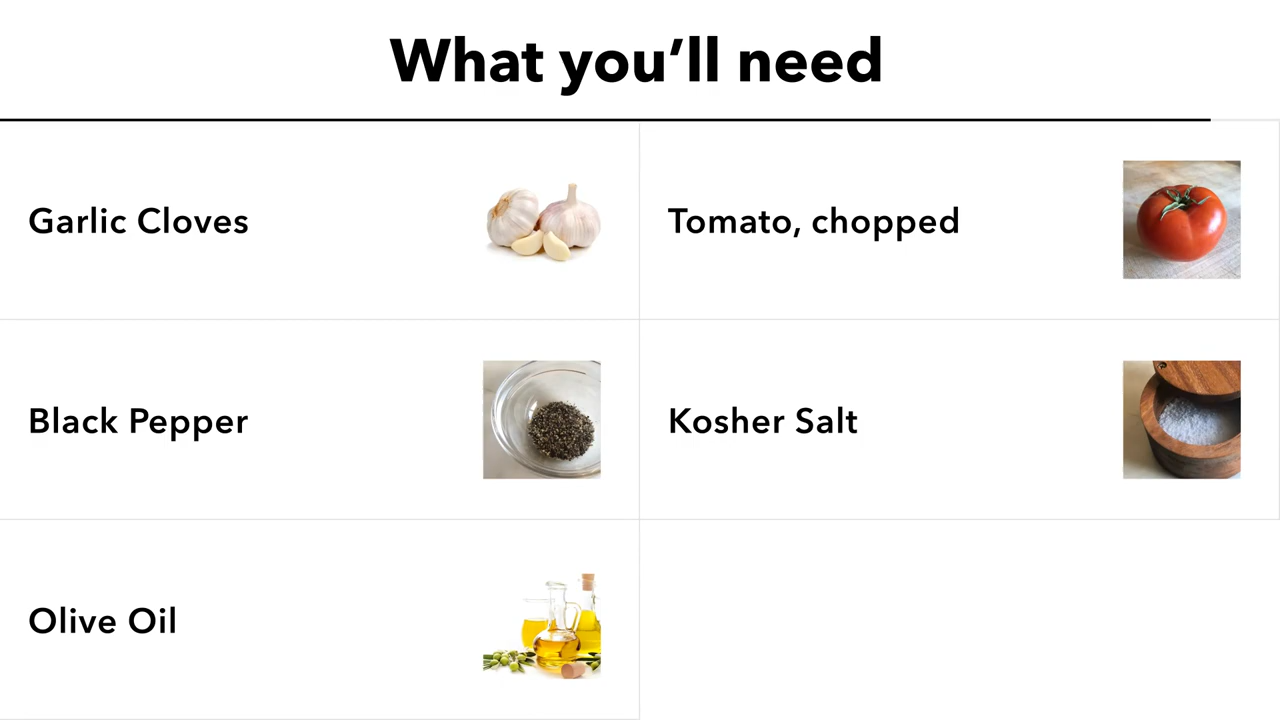 What you’ll need
Garlic Cloves
Tomato, chopped
Black Pepper
Kosher Salt
Olive Oil